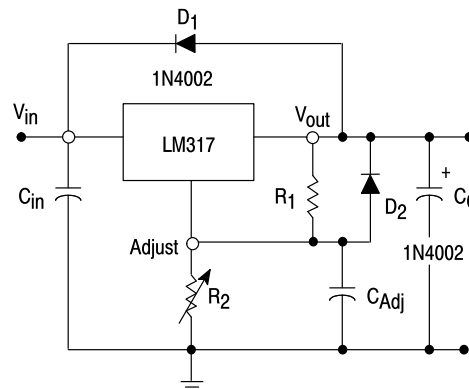 D1
1N4002
Vin
Vout
LM317
Cin
R1
D2
+
1N4002
Adjust
R2
CAdj